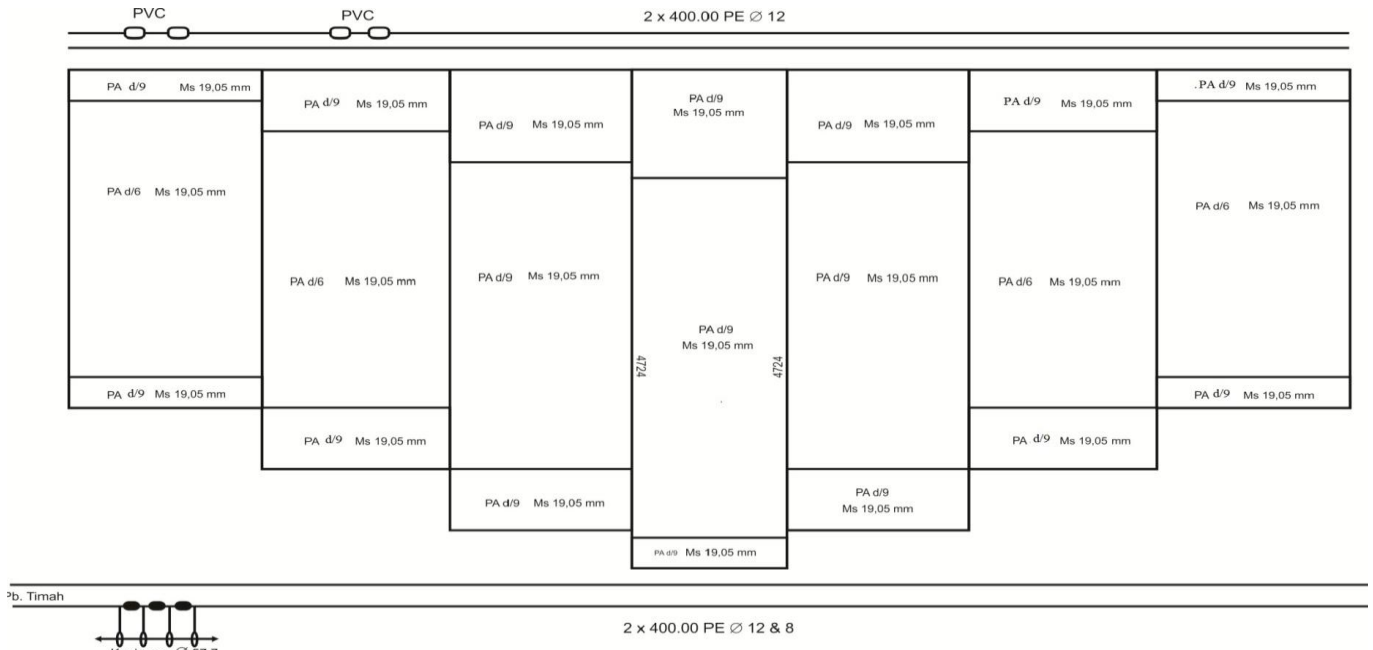 PVC
PVC
2 x 400.00 PE Ø 12
PA d/9 Ms 19,05 mm
PA d/9 Ms 19,05 mm
PA d/9 Ms 19,05 mm
PA d/9
Ms 19,05 mm
PA d/9 Ms 19,05 mm
PA d/9 Ms 19,05 mm
.PA d/9 Ms 19,05 mm
PA d/6 Ms 19,05 mm
PA d/6 Ms 19,05 mm
PA d/9 Ms 19,05 mm
PA d/9
Ms 19,05 mm
4724
4724
PA d/9 Ms 19,05 mm
PA d/6 Ms 19,05 mm
PA d/6 Ms 19,05 mm
PA d/9 Ms 19,05 mm
PA d/9 Ms 19,05 mm
PA d/9 Ms 19,05 mm
PA d/9 Ms 19,05 mm
PA d/9
Ms 19,05 mm
PA d/9 Ms 19,05 mm
PA d/9 Ms 19,05 mm
Pb. Timah
2 x 400.00 PE Ø 12 & 8